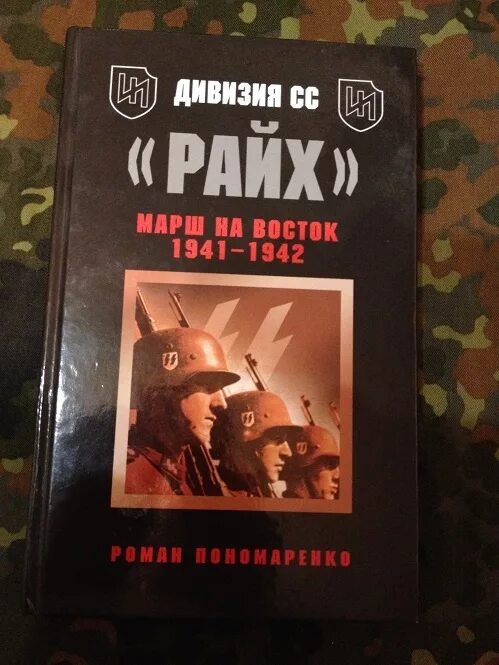 ДИВИЗИЯ СС
«РАЙХ»
МАРШ НА ВОСТОК
1941–1942
РОМАН ПОНОМАРЕНКО